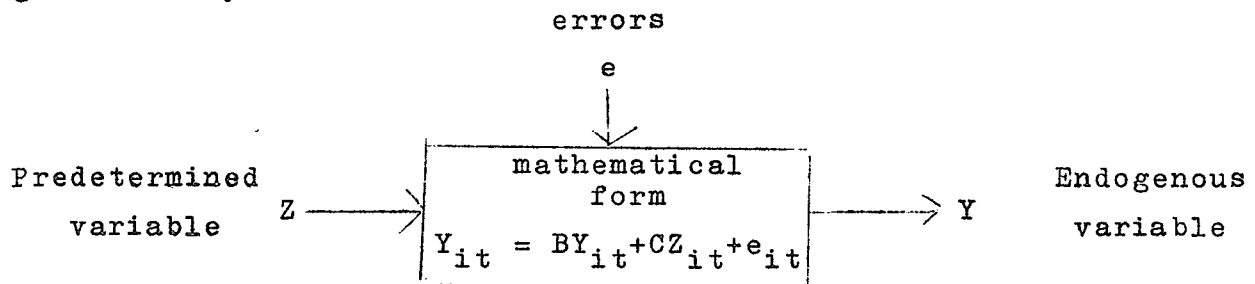 errors
e
Predetermined variable Z
mathematical
form
Y_it = BY_it+CZ_it+e_it
Y Endogenous variable